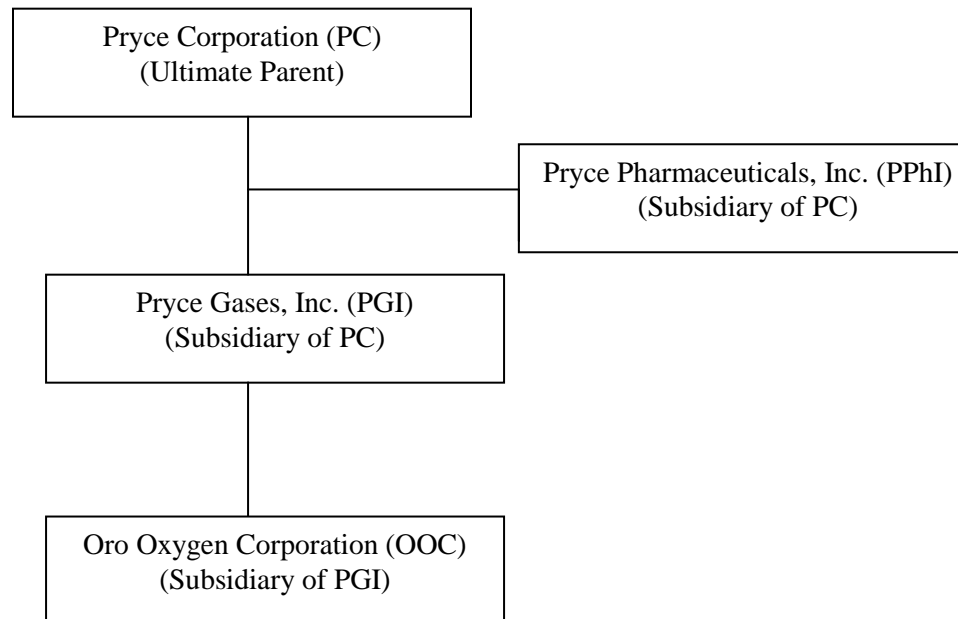 Pryce Corporation (PC)
(Ultimate Parent)
Pryce Pharmaceuticals, Inc. (PPhI)
(Subsidiary of PC)
Pryce Gases, Inc. (PGI)
(Subsidiary of PC)
Oro Oxygen Corporation (OOC)
(Subsidiary of PGI)